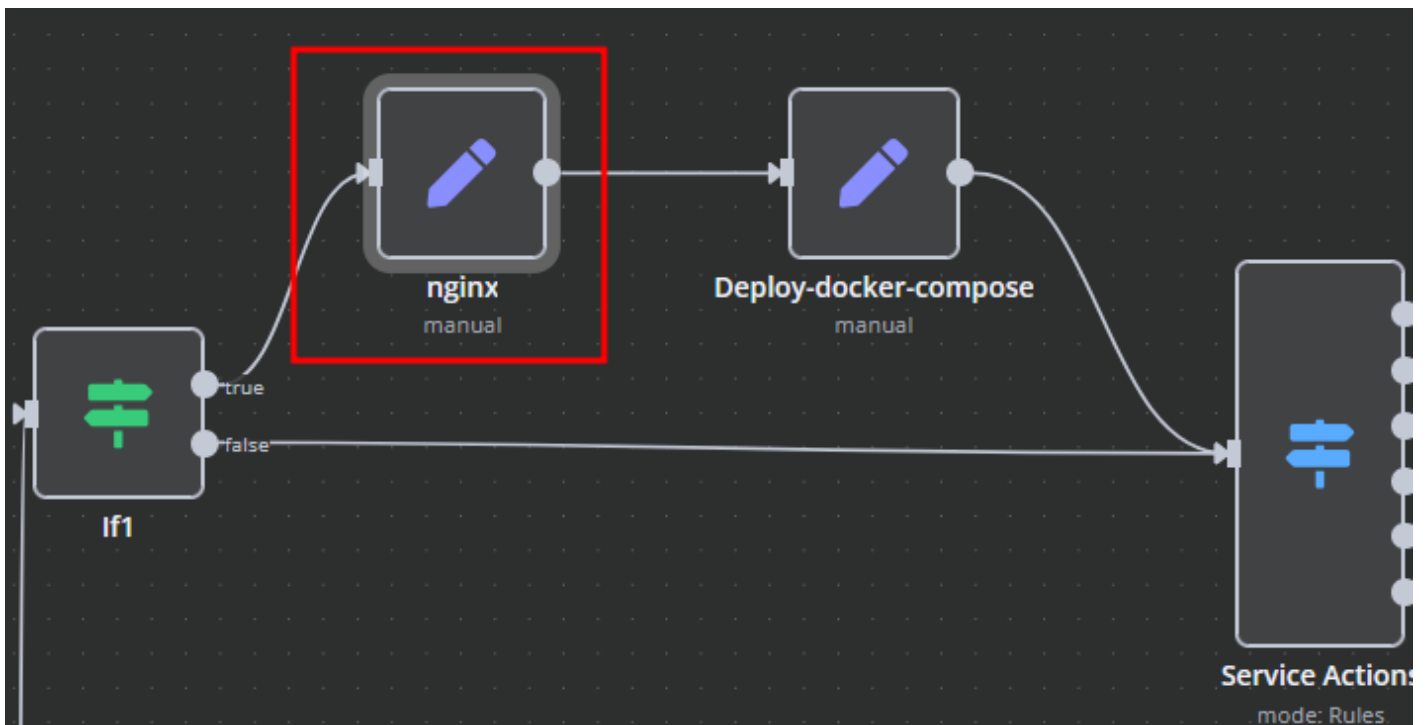 nginx
manual
Deploy-docker-compose
manual
true
false
If1
Service Actions
mode: Rules